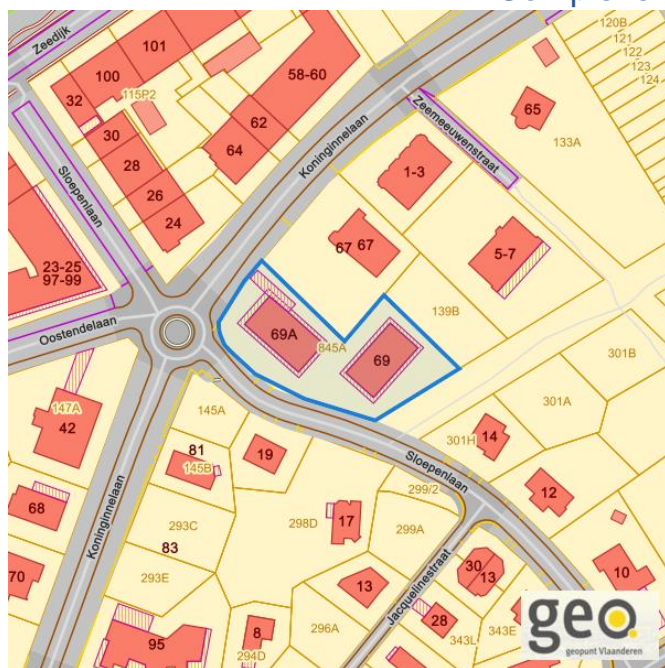 Zeedijk
101
100
32
115P2
58-60
62
64
30
28
26
24
Sloepenlaan
Koninginnelaan
Zeemeeuwenstraat
65
133A
120B
121
122
123
124
1-3
67 67
5-7
23-25
97-99
Oostendelaan
139B
69A
845A
69
301B
301A
147A
42
145A
81
145B
19
301H
14
Sloepenlaan
12
299/2
68
293C
83
298D
17
299A
Koninginnelaan
70
293E
13
30
13
10
Jacquelinestraat
95
8
294D
296A
28
343L
343E
geo
geopunt Vlaanderen